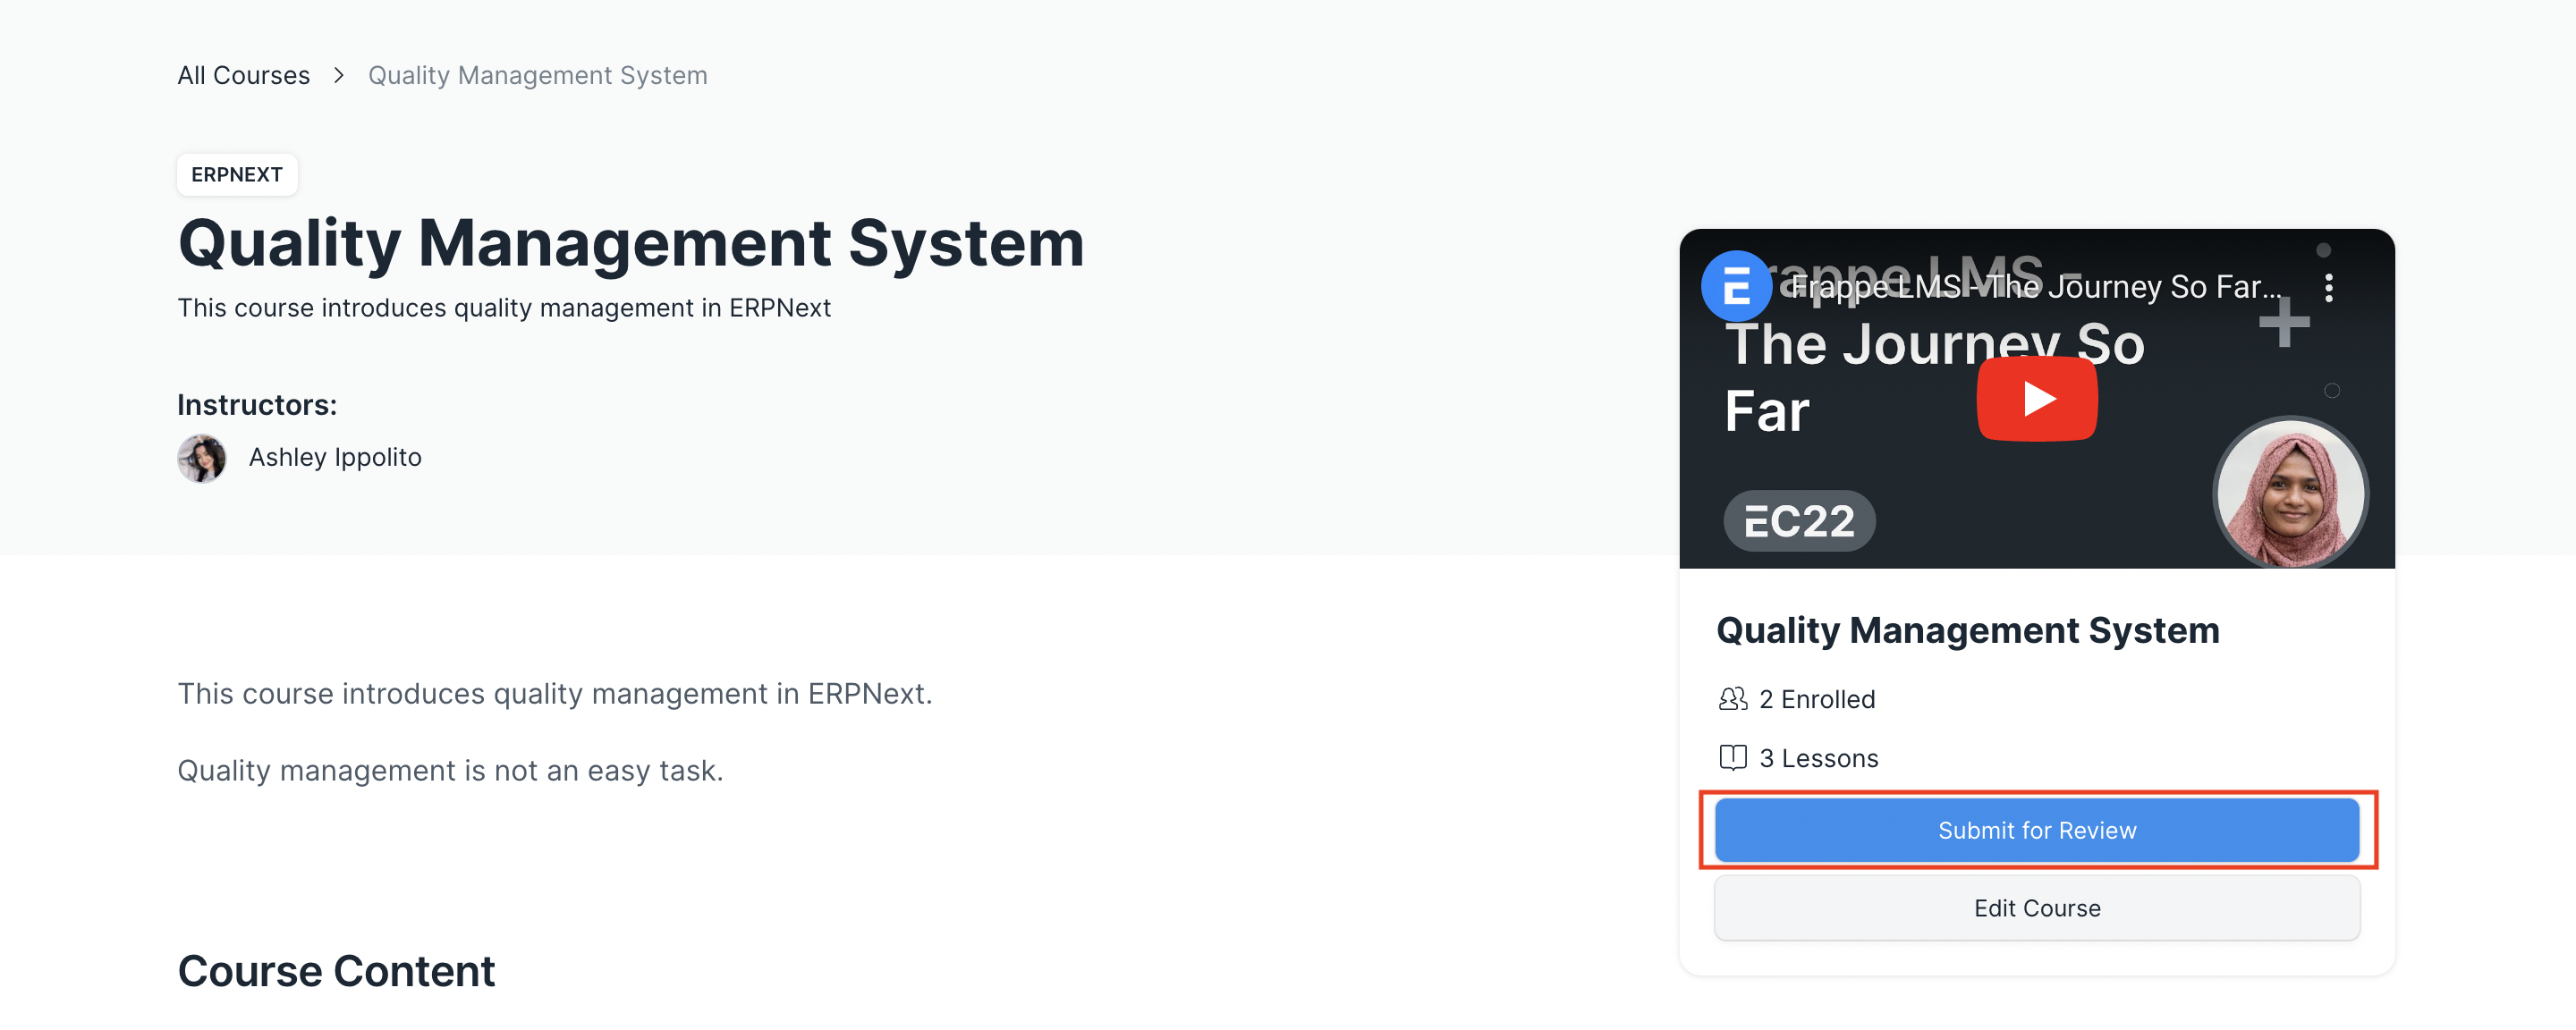 All Courses > Quality Management System
ERPNEXT
Quality Management System
This course introduces quality management in ERPNext
Instructors:
Ashley Ippolito
This course introduces quality management in ERPNext.
Quality management is not an easy task.
Course Content
Frappe LMS -
Frappe LMS - The Journey So Far...
The Journey So
Far
EC22
Quality Management System
2 Enrolled
3 Lessons
Submit for Review
Edit Course